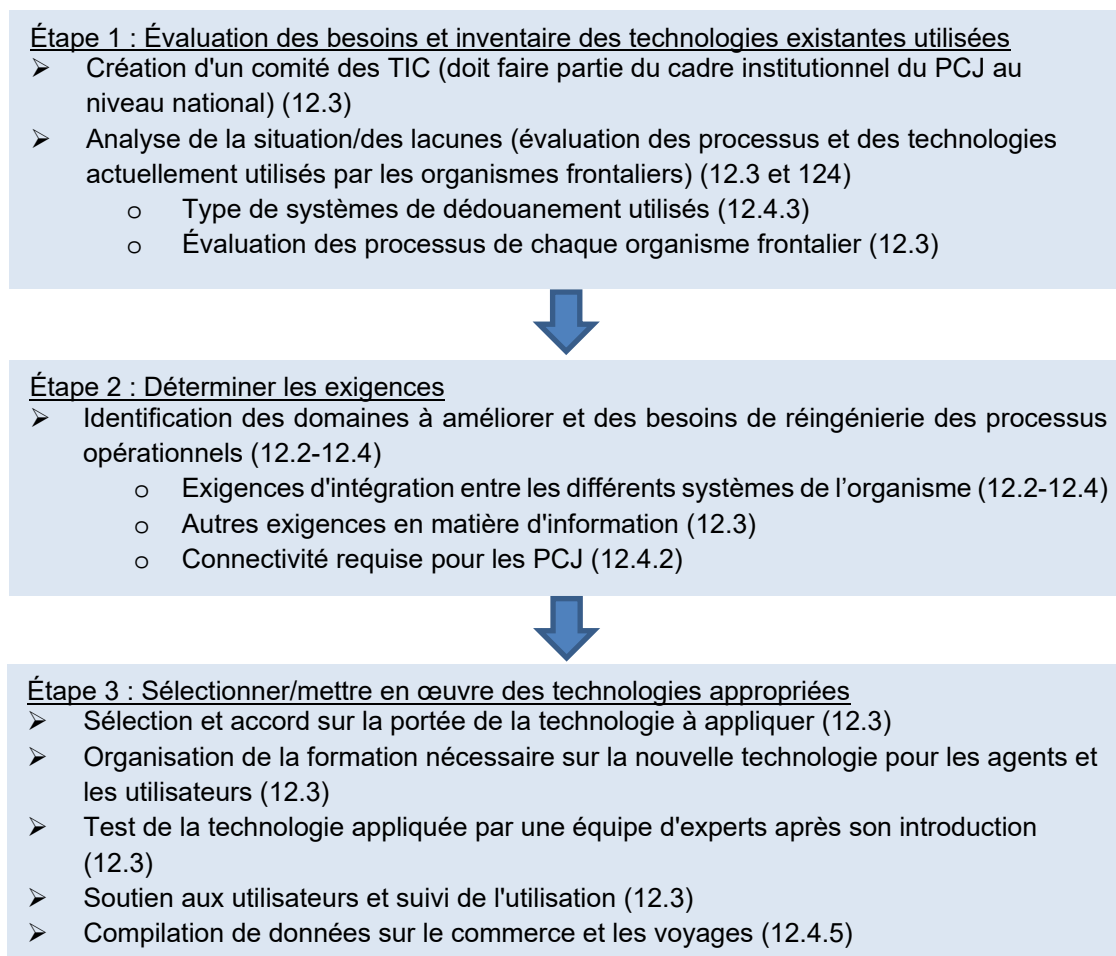 Étape 1 : Évaluation des besoins et inventaire des technologies existantes utilisées
➢ Création d'un comité des TIC (doit faire partie du cadre institutionnel du PCJ au
niveau national) (12.3)
➢ Analyse de la situation/des lacunes (évaluation des processus et des technologies
actuellement utilisés par les organismes frontaliers) (12.3 et 124)
o Type de systèmes de dédouanement utilisés (12.4.3)
o Évaluation des processus de chaque organisme frontalier (12.3)
Étape 2 : Déterminer les exigences
➢ Identification des domaines à améliorer et des besoins de réingénierie des processus
opérationnels (12.2-12.4)
o Exigences d'intégration entre les différents systèmes de l’organisme (12.2-12.4)
o Autres exigences en matière d'information (12.3)
o Connectivité requise pour les PCJ (12.4.2)
Étape 3 : Sélectionner/mettre en œuvre des technologies appropriées
➢ Sélection et accord sur la portée de la technologie à appliquer (12.3)
➢ Organisation de la formation nécessaire sur la nouvelle technologie pour les agents et
les utilisateurs (12.3)
➢ Test de la technologie appliquée par une équipe d'experts après son introduction
(12.3)
➢ Soutien aux utilisateurs et suivi de l'utilisation (12.3)
➢ Compilation de données sur le commerce et les voyages (12.4.5)